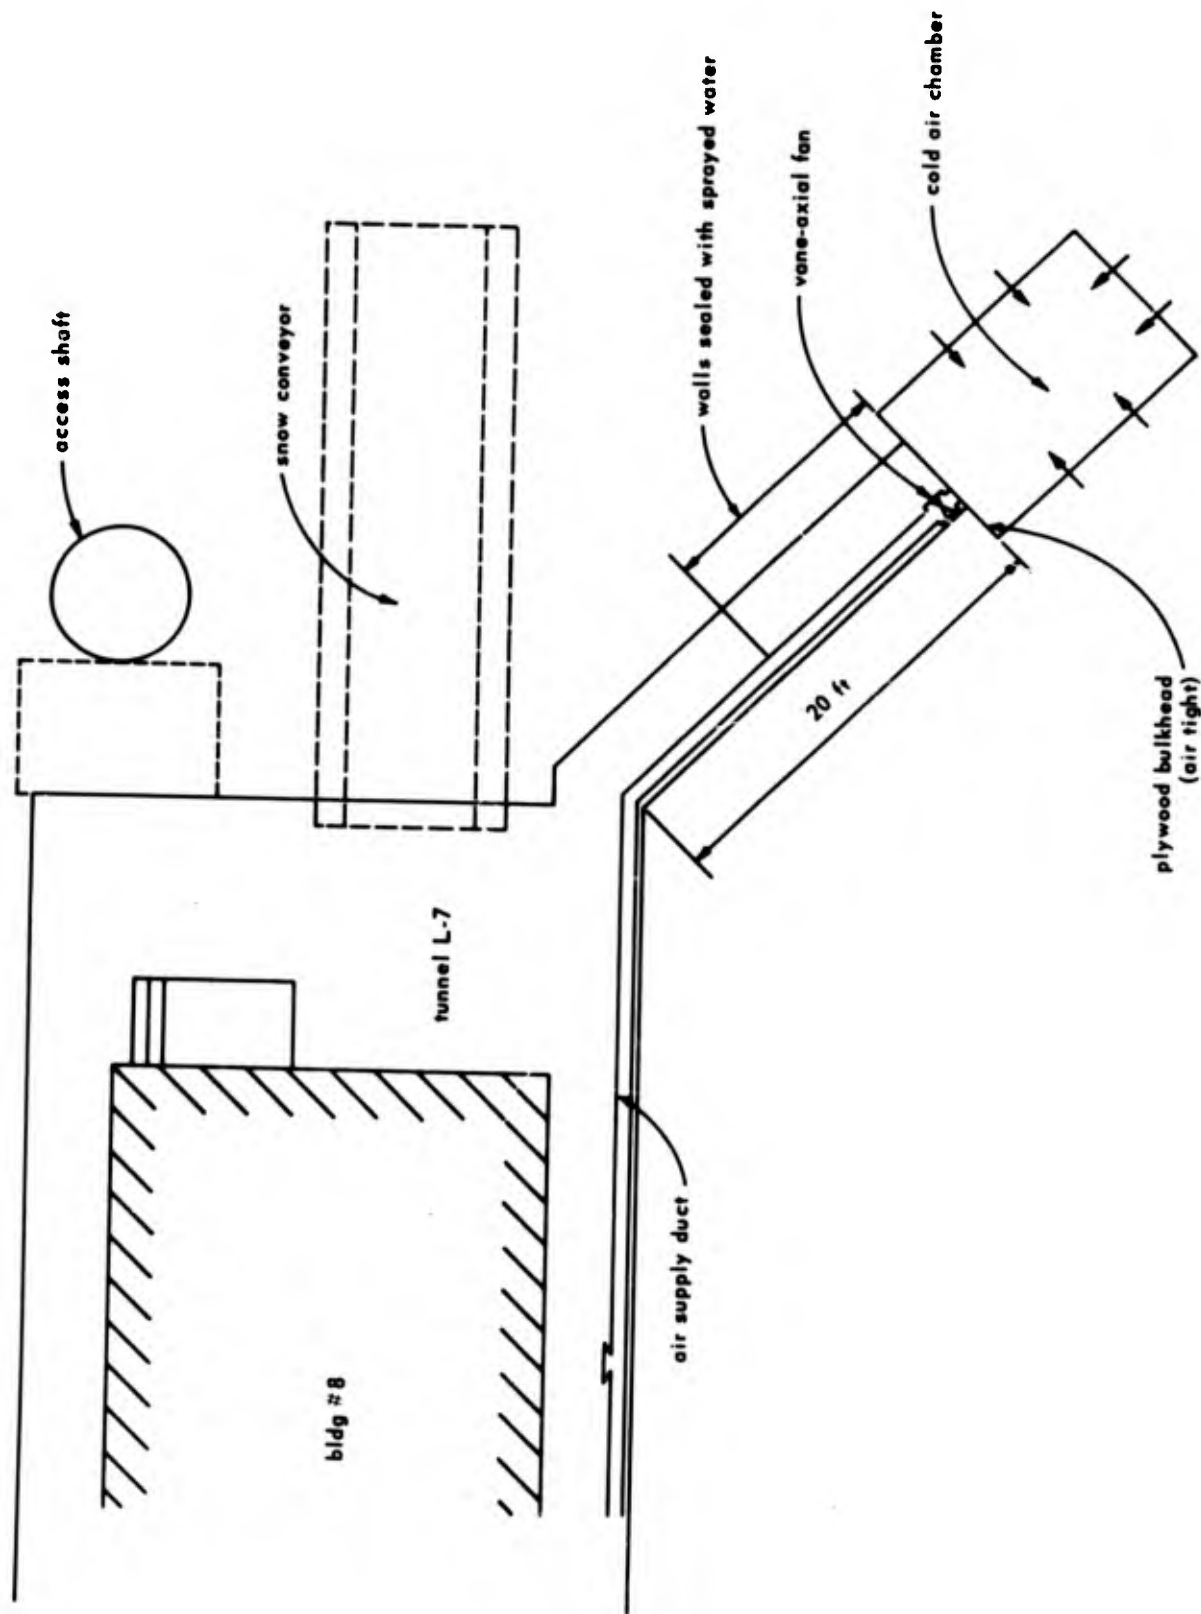 access shaft
snow conveyor
walls sealed with sprayed water
vane-axial fan
cold air chamber
20 ft
plywood bulkhead
(air tight)
tunnel L-7
air supply duct
bldg #8